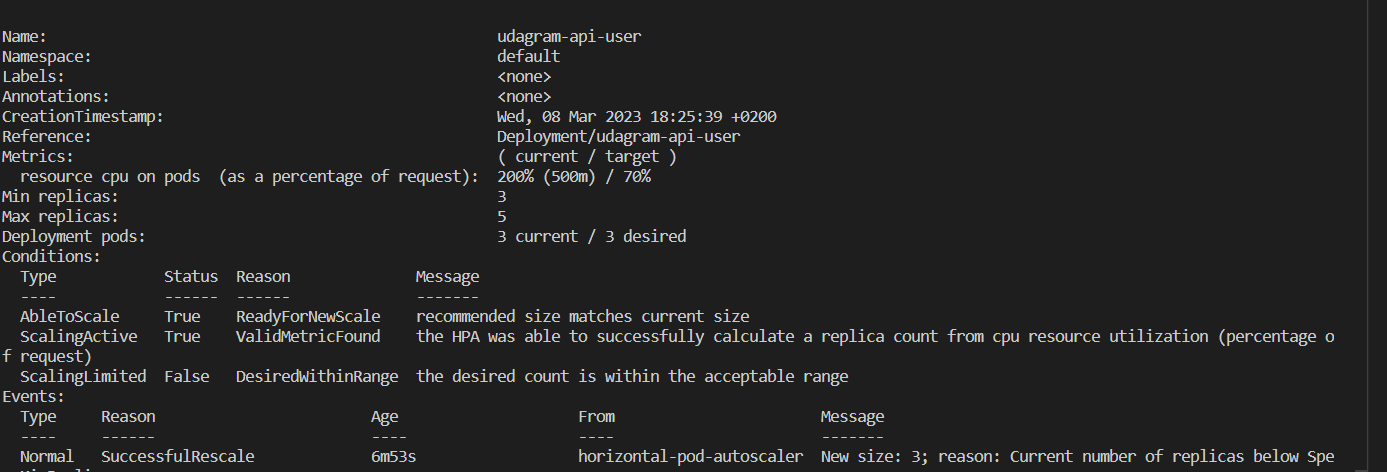 Name: udagram-api-user
Namespace: default
Labels: <none>
Annotations: <none>
CreationTimestamp: Wed, 08 Mar 2023 18:25:39 +0200
Reference: Deployment/udagram-api-user
Metrics: ( current / target )
resource cpu on pods (as a percentage of request): 200% (500m) / 70%
Min replicas: 3
Max replicas: 5
Deployment pods: 3 current / 3 desired
Conditions:
Type Status Reason Message
---- ------ ------ -------
AbleToScale True ReadyForNewScale recommended size matches current size
ScalingActive True ValidMetricFound the HPA was able to successfully calculate a replica count from cpu resource utilization (percentage o
f request)
ScalingLimited False DesiredWithinRange the desired count is within the acceptable range
Events:
Type Reason Age From Message
---- ------ ---- ---- -------
Normal SuccessfulRescale 6m53s horizontal-pod-autoscaler New size: 3; reason: Current number of replicas below Spe